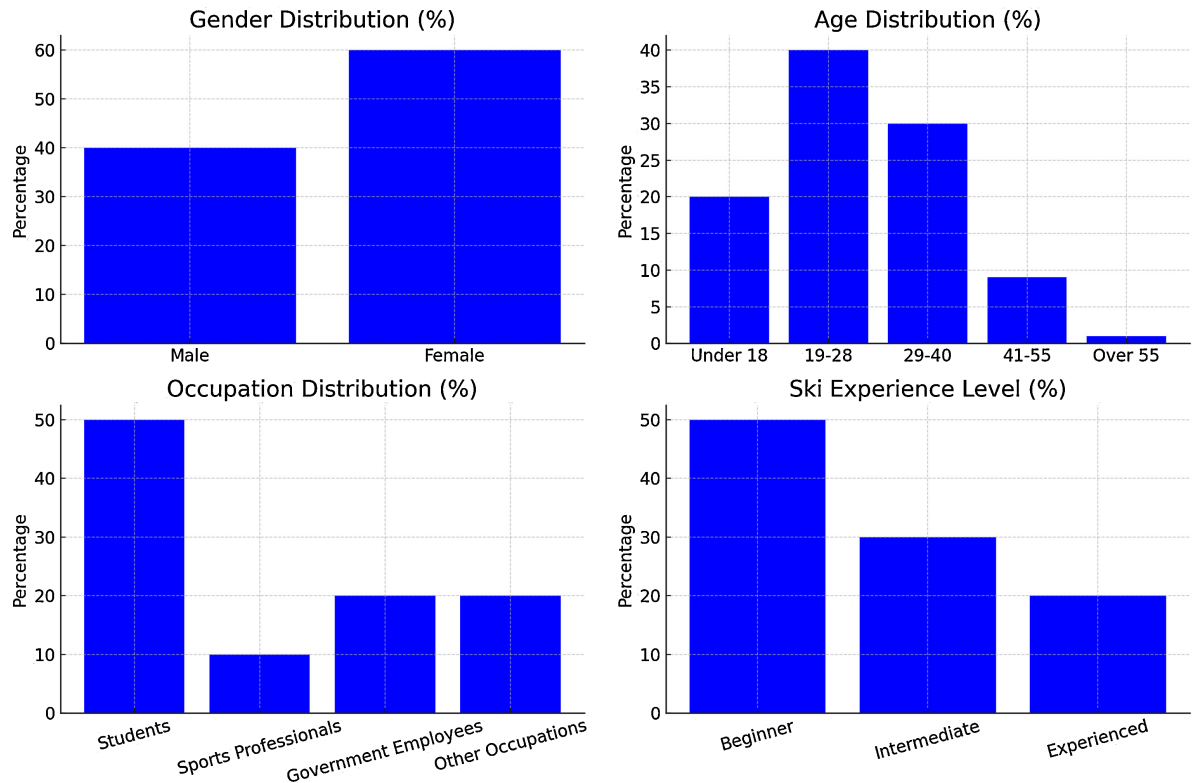 Gender Distribution (%)
Percentage
60
50
40
30
20
10
0
Male Female
Age Distribution (%)
Percentage
40
35
30
25
20
15
10
5
0
Under 18 19-28 29-40 41-55 Over 55
Occupation Distribution (%)
Percentage
50
40
30
20
10
0
Students Sports Professionals Government Employees Other Occupations
Ski Experience Level (%)
Percentage
50
40
30
20
10
0
Beginner Intermediate Experienced